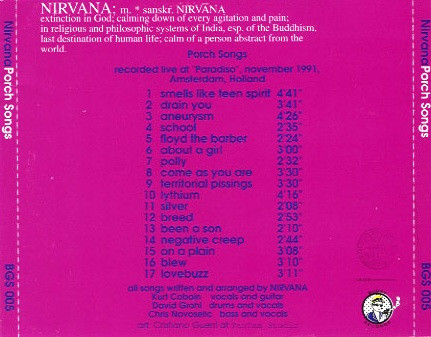 NIRVANA; m. * sanskr. NIRVĀNA
extinction in God; calming down of every agitation and pain;
in religious and philosophic systems of India, esp. of the Buddhism,
last destination of human life; calm of a person abstract from the
world.
Porch Songs
recorded live at "Paradiso", november 1991,
Amsterdam, Holland
1 smells like teen spirit 4'41"
2 drain you 3'41"
3 aneurysm 4'26"
4 school 2'35"
5 floyd the barber 2'24"
6 about a girl 3'00"
7 polly 2'32"
8 come as you are 3'30"
9 territorial pissings 3'30"
10 lythium 4'16"
11 silver 2'08"
12 breed 2'53"
13 been a son 2'10"
14 negative creep 2'44"
15 on a plain 3'08"
16 blew 3'10"
17 lovebuzz 3'11"
all songs written and arranged by NIRVANA
Kurt Cobain vocals and guitar
David Grohl drums and vocals
Chris Novoselic bass and vocals
art: Cristiano Guerri at
Nirvana Porch Songs BGS 005
Nirvana Porch Songs BGS 005